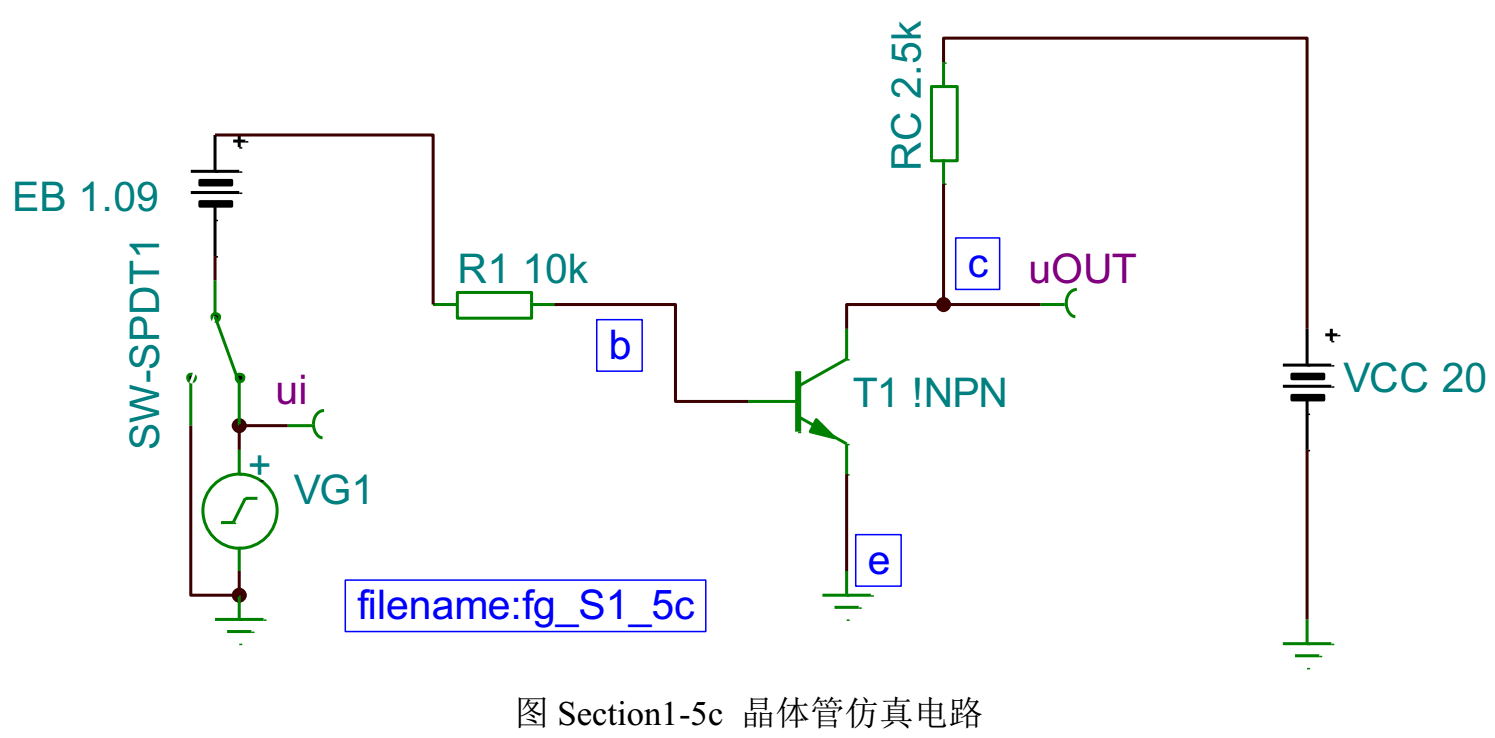 RC 2.5k
+
EB 1.09
SW-SPDT1
R1 10k
c
uOUT
b
+
VCC 20
ui
T1 !NPN
+
VG1
e
filename:fg_S1_5c
图 Section1-5c 晶体管仿真电路